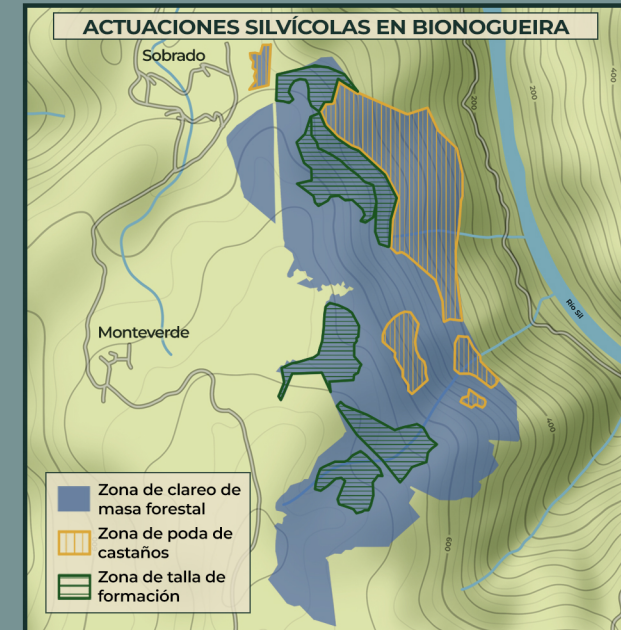 ACTUACIONES SILVÍCOLAS EN BIONOGUEIRA
Sobrado
400
200
200
Río Sil
Monteverde
400
600
Zona de clareo de
masa forestal
Zona de poda de
castaños
Zona de talla de
formación